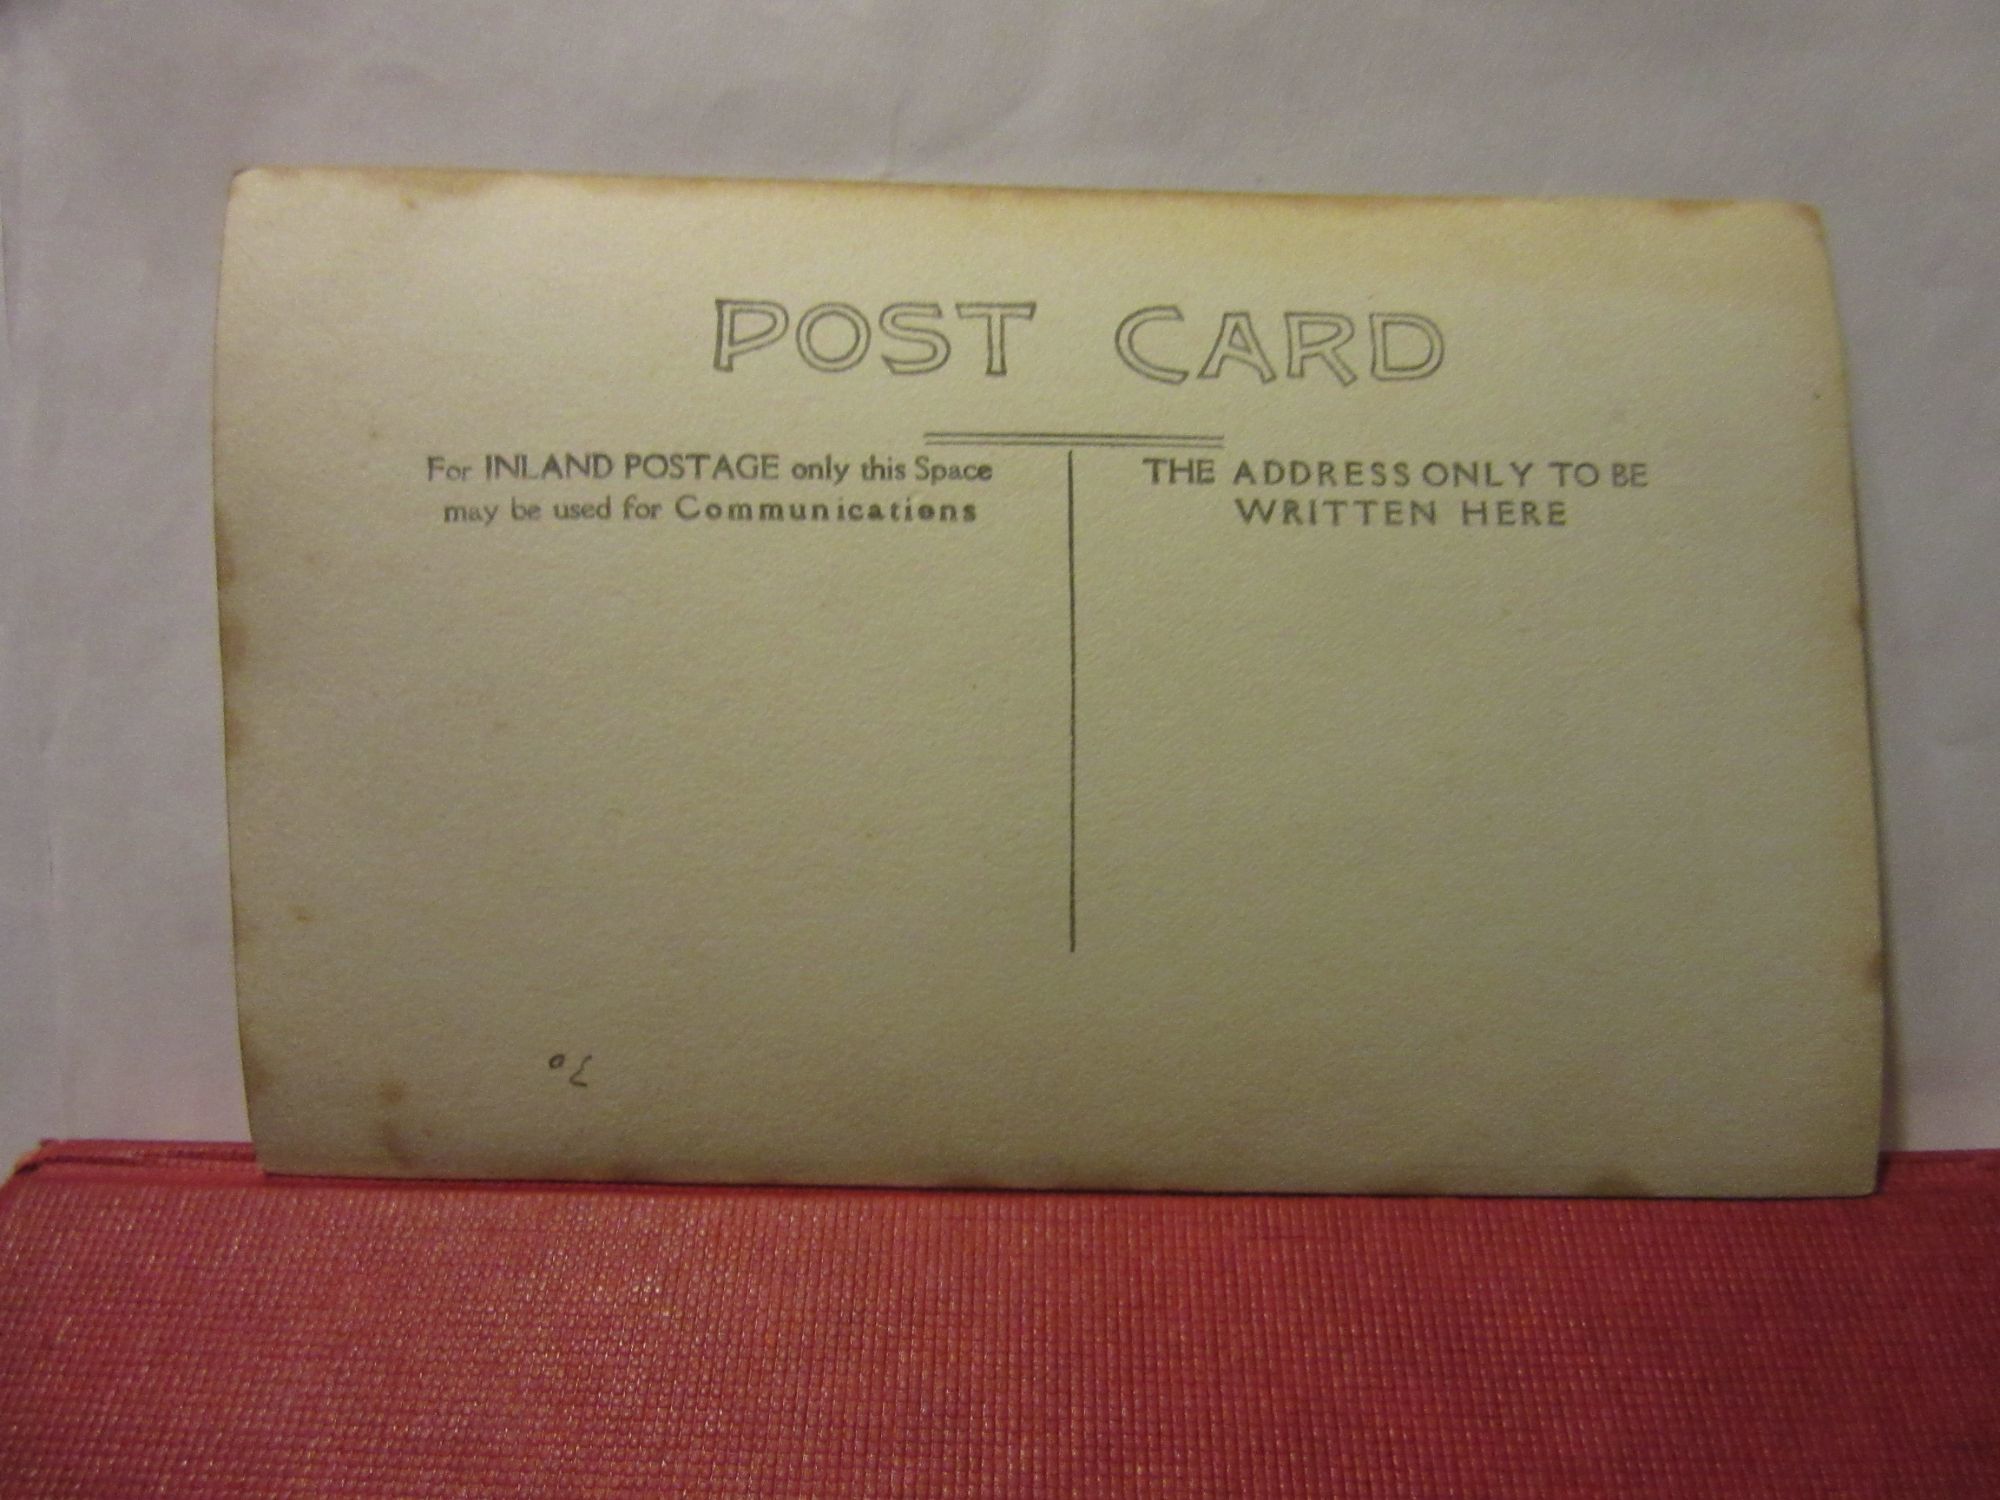 POST CARD
For INLAND POSTAGE only this Space
may be used for Communications
THE ADDRESS ONLY TO BE
WRITTEN HERE